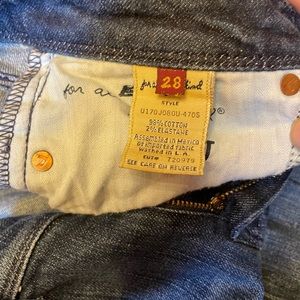 for a
28
STYLE
U170J080U-470S
98% COTTON
2% ELASTANE
Assembled in Mexico
of imported fabric
Washed in L.A.
CUT# 720979
SEE CARE ON REVERSE